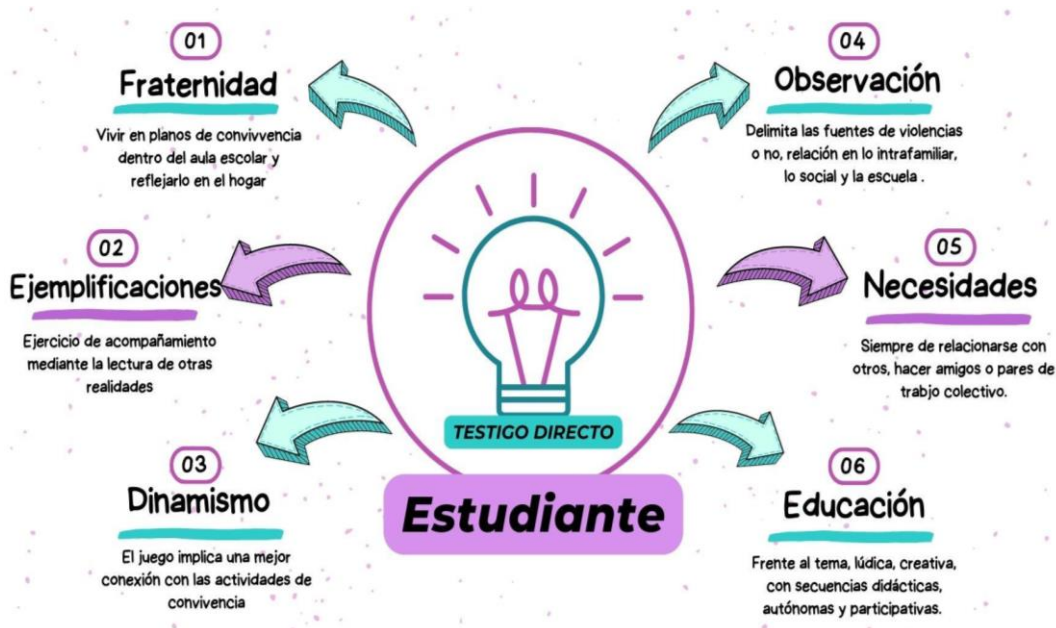 01
Fraternidad
Vivir en planos de convivvencia
dentro del aula escolar y
reflejarlo en el hogar
02
Ejemplificaciones
Ejercicio de acompañamiento
mediante la lectura de otras
realidades
03
Dinamismo
El juego implica una mejor
conexión con las actividades de
convivencia
TESTIGO DIRECTO
Estudiante
04
Observación
Delimita las fuentes de violencias
o no, relación en lo intrafamiliar,
lo social y la escuela .
05
Necesidades
Siempre de relacionarse con
otros, hacer amigos o pares de
trabjo colectivo.
06
Educación
Frente al tema, lúdica, creativa,
con secuencias didácticas,
autónomas y participativas.